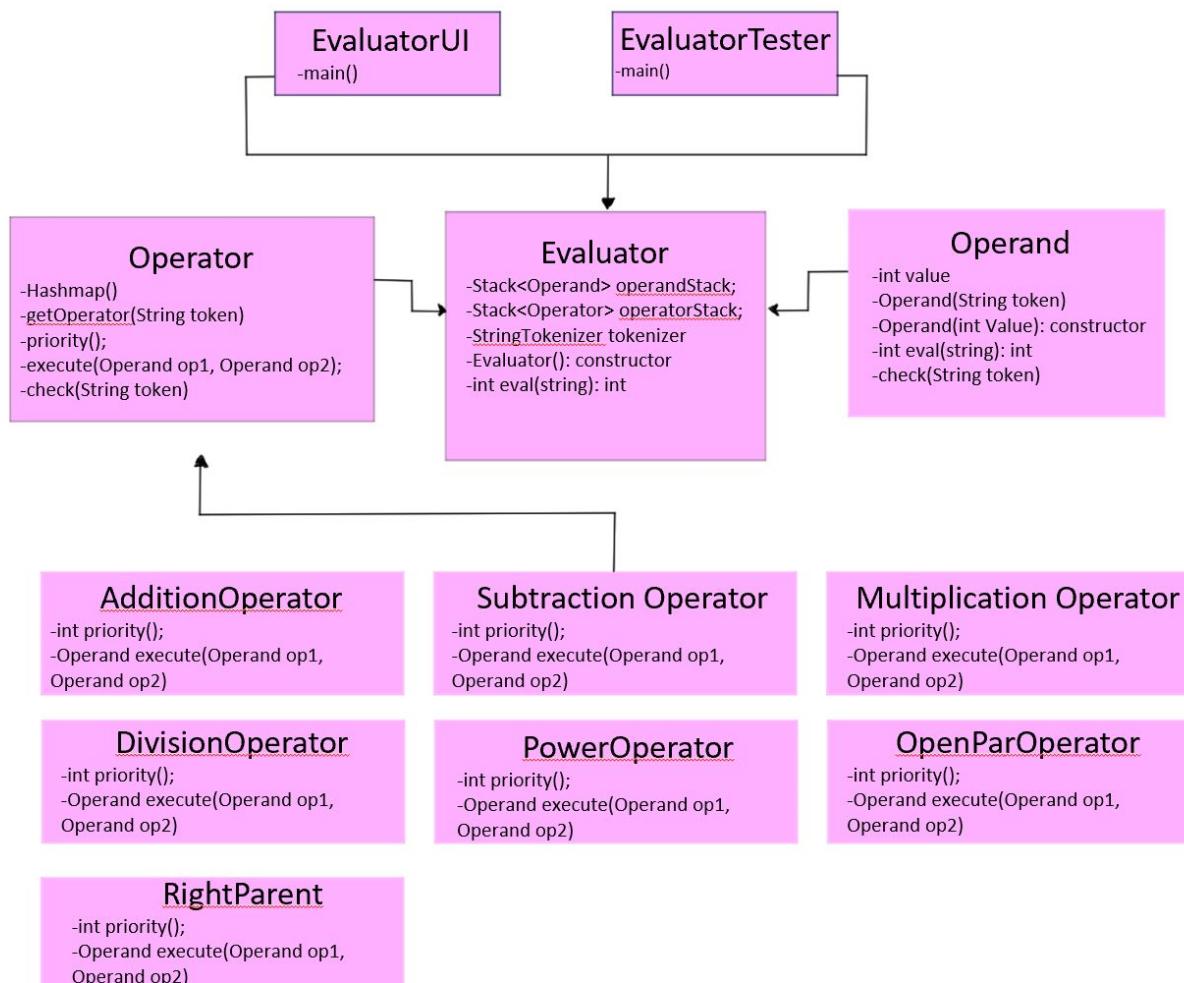 EvaluatorUI
-main()
EvaluatorTester
-main()
Operator
-Hashmap()
-getOperator(String token)
-priority();
-execute(Operand op1, Operand op2);
-check(String token)
Evaluator
-Stack<Operand> operandStack;
-Stack<Operator> operatorStack;
-StringTokenizer tokenizer
-Evaluator(): constructor
-int eval(string): int
Operand
-int value
-Operand(String token)
-Operand(int Value): constructor
-int eval(string): int
-check(String token)
AdditionOperator
-int priority();
-Operand execute(Operand op1,
Operand op2)
Subtraction Operator
-int priority();
-Operand execute(Operand op1,
Operand op2)
Multiplication Operator
-int priority();
-Operand execute(Operand op1,
Operand op2)
DivisionOperator
-int priority();
-Operand execute(Operand op1,
Operand op2)
PowerOperator
-int priority();
-Operand execute(Operand op1,
Operand op2)
OpenParOperator
-int priority();
-Operand execute(Operand op1,
Operand op2)
RightParent
-int priority();
-Operand execute(Operand op1,
Operand op2)